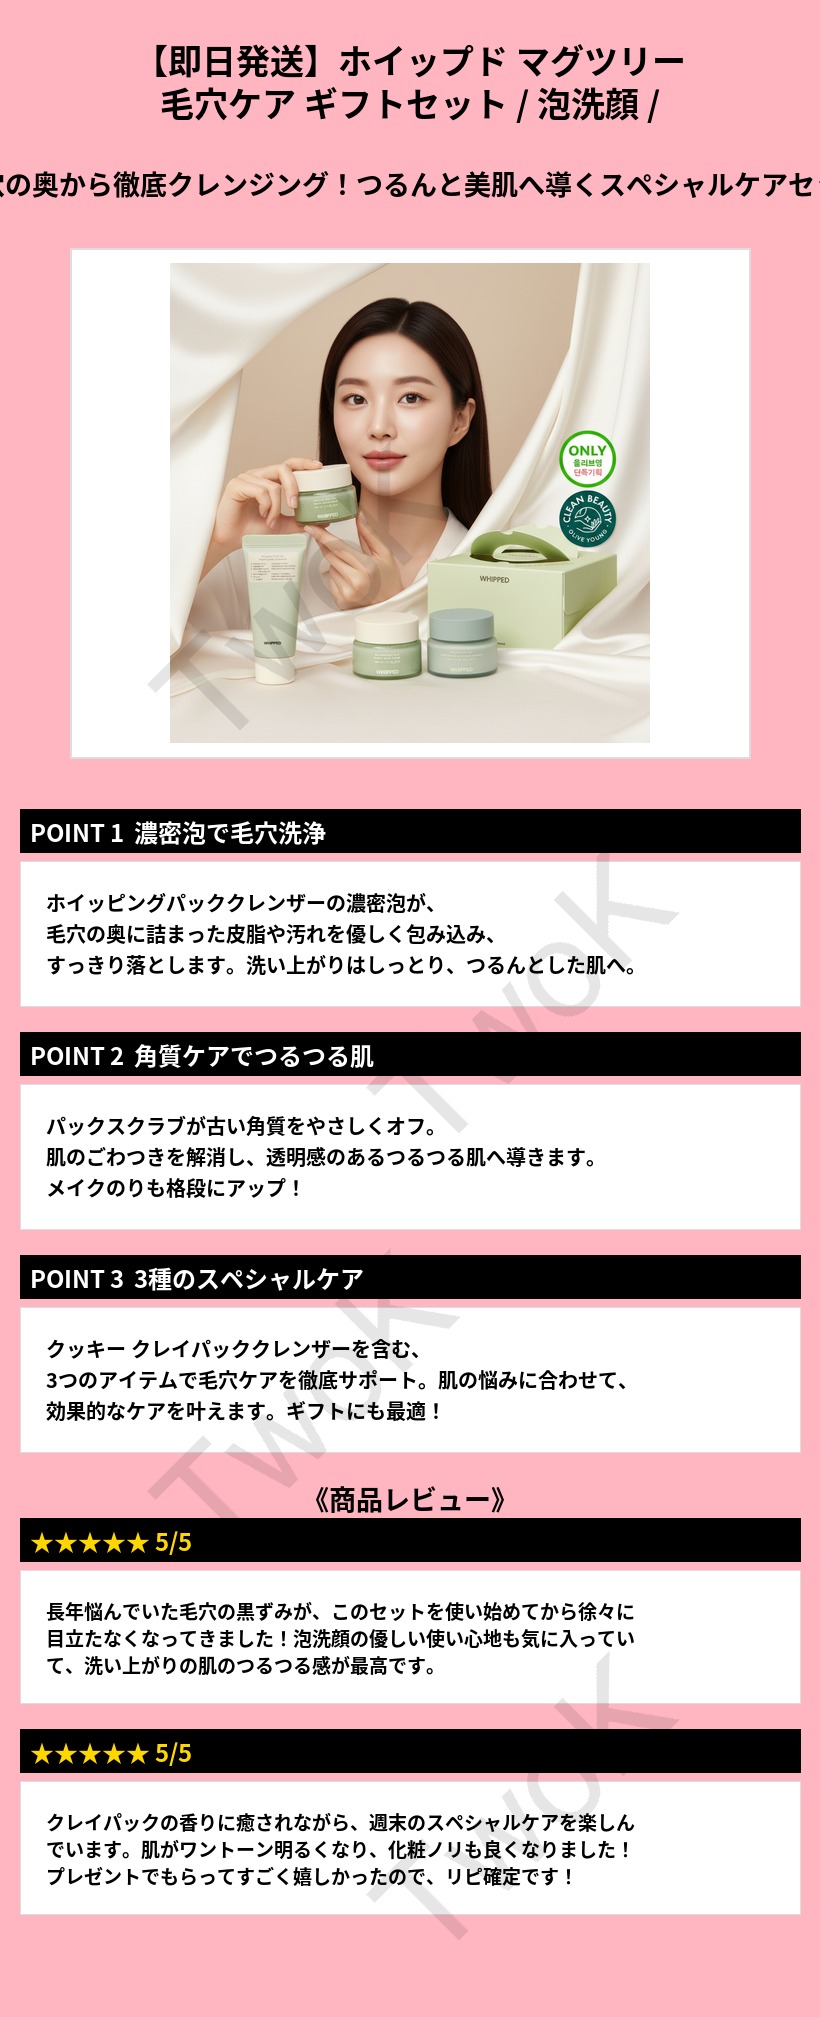 【即日発送】ホイップド マグツリー
毛穴ケア ギフトセット / 泡洗顔 /
の奥から徹底クレンジング！つるんと美肌へ導くスペシャルケアセ
ONLY
올리브영
단독기획
CLEAN BEAUTY
OLIVE YOUNG
WHIPPED
WHIPPED
WHIPPED
WHIPPED
WHIPPED
TwoK
POINT 1 濃密泡で毛穴洗浄
ホイッピングパッククレンザーの濃密泡が、
毛穴の奥に詰まった皮脂や汚れを優しく包み込み、
すっきり落とします。洗い上がりはしっとり、つるんとした肌へ。
TwoK
POINT 2 角質ケアでつるつる肌
パックスクラブが古い角質をやさしくオフ。
肌のごわつきを解消し、透明感のあるつるつる肌へ導きます。
メイクのりも格段にアップ！
POINT 3 3種のスペシャルケア
クッキー クレイパッククレンザーを含む、
3つのアイテムで毛穴ケアを徹底サポート。肌の悩みに合わせて、
効果的なケアを叶えます。ギフトにも最適！
TwoK
《商品レビュー》
★★★★★ 5/5
長年悩んでいた毛穴の黒ずみが、このセットを使い始めてから徐々に
目立たなくなってきました！泡洗顔の優しい使い心地も気に入ってい
て、洗い上がりの肌のつるつる感が最高です。
★★★★★ 5/5
クレイパックの香りに癒されながら、週末のスペシャルケアを楽しん
でいます。肌がワントーン明るくなり、化粧ノリも良くなりました！
プレゼントでもらってすごく嬉しかったので、リピ確定です！
TwoK